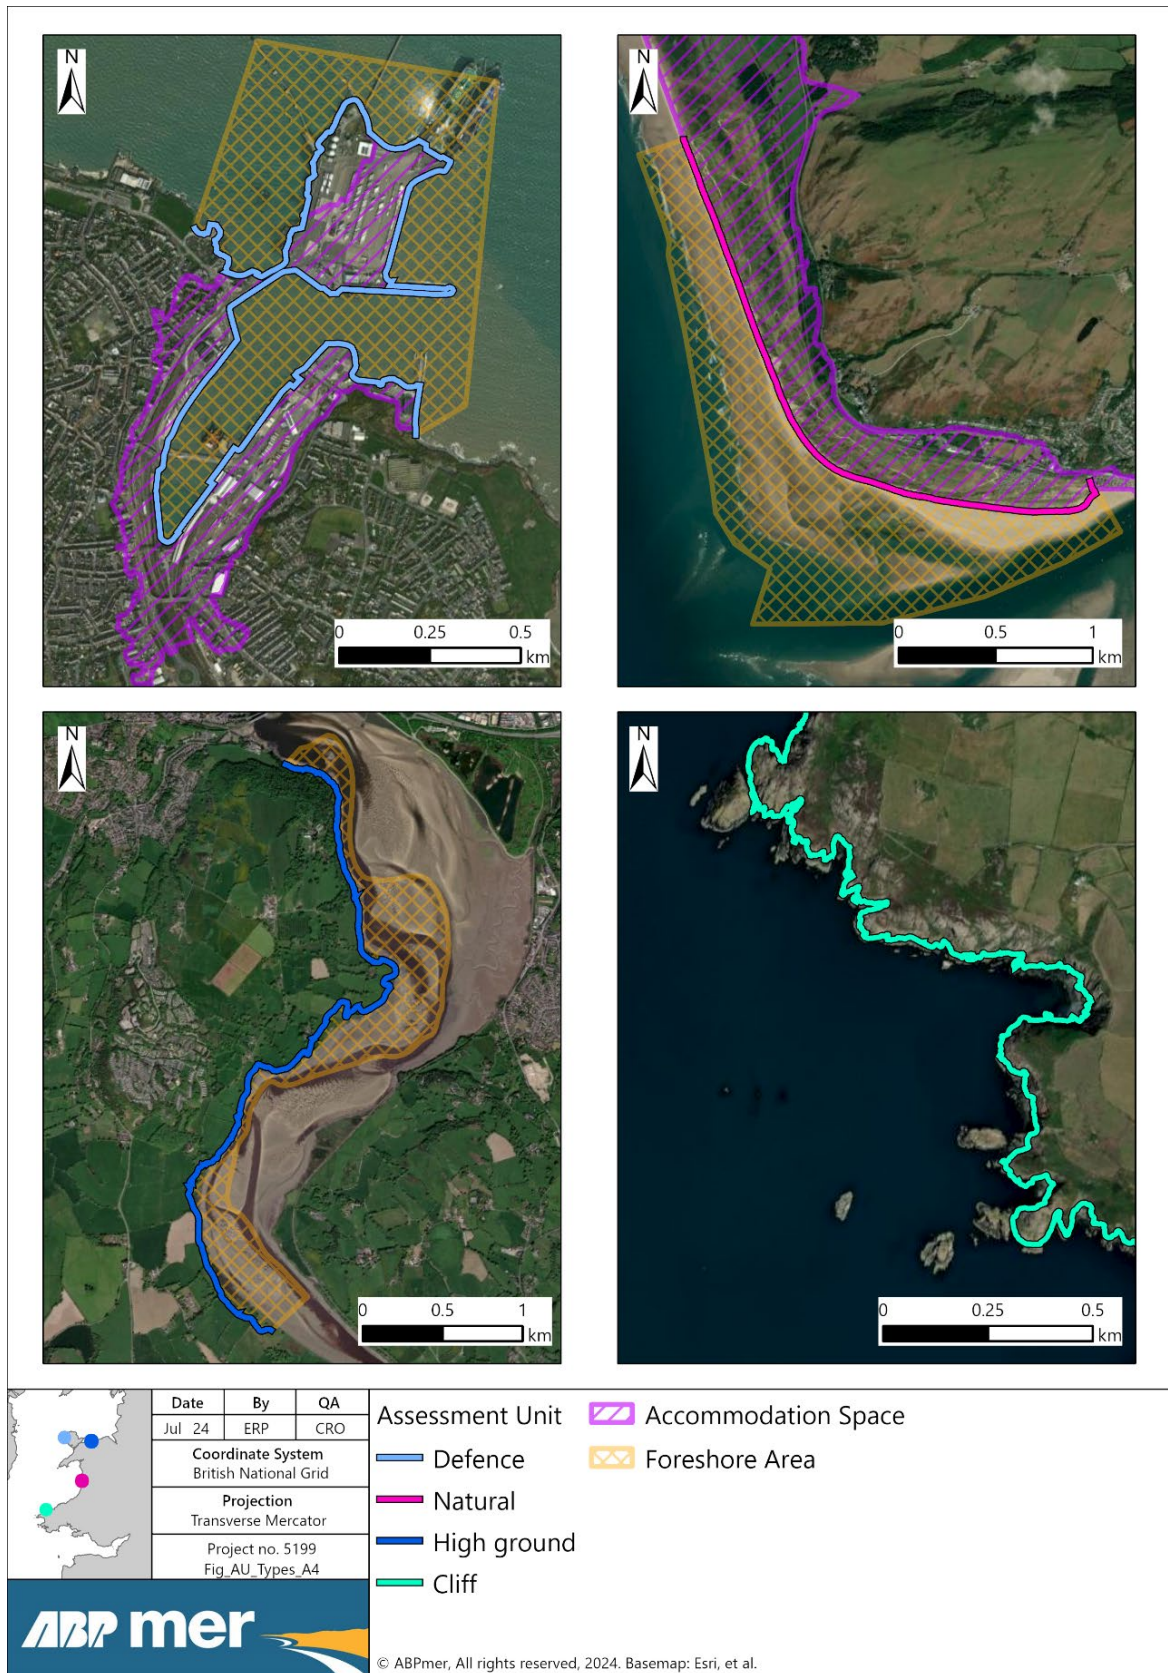 N
0 0.25 0.5
km
N
0 0.5 1
km
N
0 0.5 1
km
N
0 0.25 0.5
km
Date By QA
Jul 24 ERP CRO
Coordinate System
British National Grid
Projection
Transverse Mercator
Project no. 5199
Fig_AU_Types_A4
ABP mer
Assessment Unit
Defence
Natural
High ground
Cliff
Accommodation Space
Foreshore Area
© ABPmer, All rights reserved, 2024. Basemap: Esri, et al.